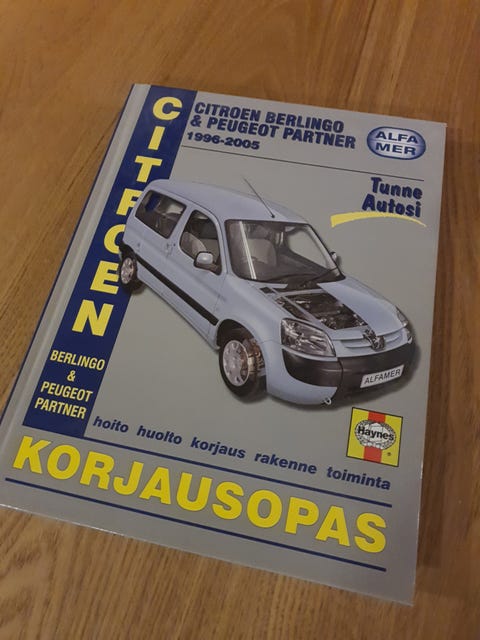 CITROEN BERLINGO
& PEUGEOT PARTNER
1996-2005
ALFA
MER
Tunne
Autosi
CITROEN
BERLINGO
&
PEUGEOT
PARTNER
ALFAMER
Haynes
®
hoito huolto korjaus rakenne toiminta
KORJAUSOPAS